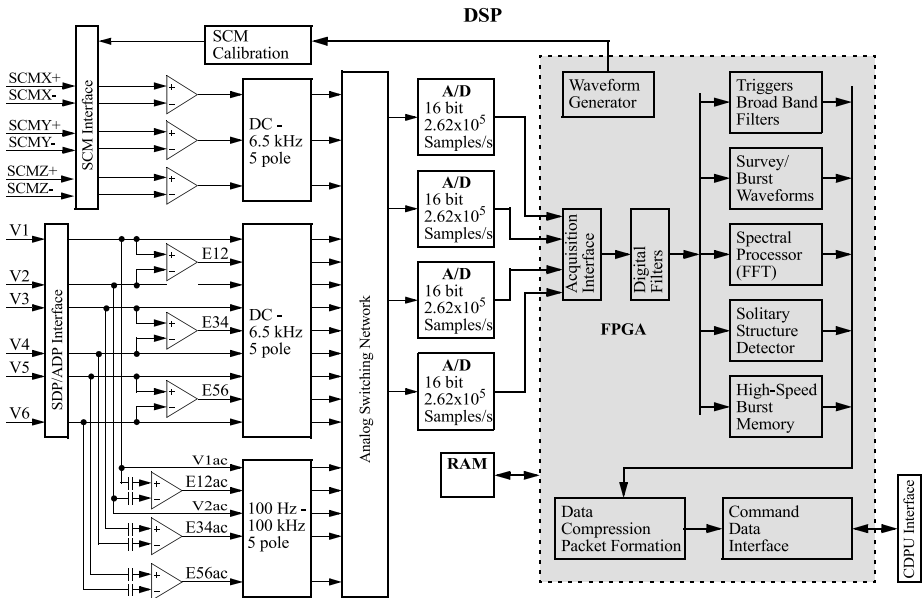 DSP
SCM
Calibration
SCMX+
SCMX-
SCMY+
SCMY-
SCMZ+
SCMZ-
SCM Interface
+
−
+
−
+
−
DC -
6.5 kHz
5 pole
V1
V2
V3
V4
V5
V6
SDP/ADP Interface
+
−
E12
+
−
E34
+
−
E56
DC -
6.5 kHz
5 pole
V1ac
+
−
E12ac
V2ac
+
−
E34ac
+
−
E56ac
100 Hz -
100 kHz
5 pole
Analog Switching Network
A/D
16 bit
2.62x10⁵
Samples/s
A/D
16 bit
2.62x10⁵
Samples/s
A/D
16 bit
2.62x10⁵
Samples/s
A/D
16 bit
2.62x10⁵
Samples/s
RAM
Waveform
Generator
Acquisition
Interface
Digital
Filters
FPGA
Triggers
Broad Band
Filters
Survey/
Burst
Waveforms
Spectral
Processor
(FFT)
Solitary
Structure
Detector
High-Speed
Burst
Memory
Data
Compression
Packet Formation
Command
Data
Interface
CDPU Interface